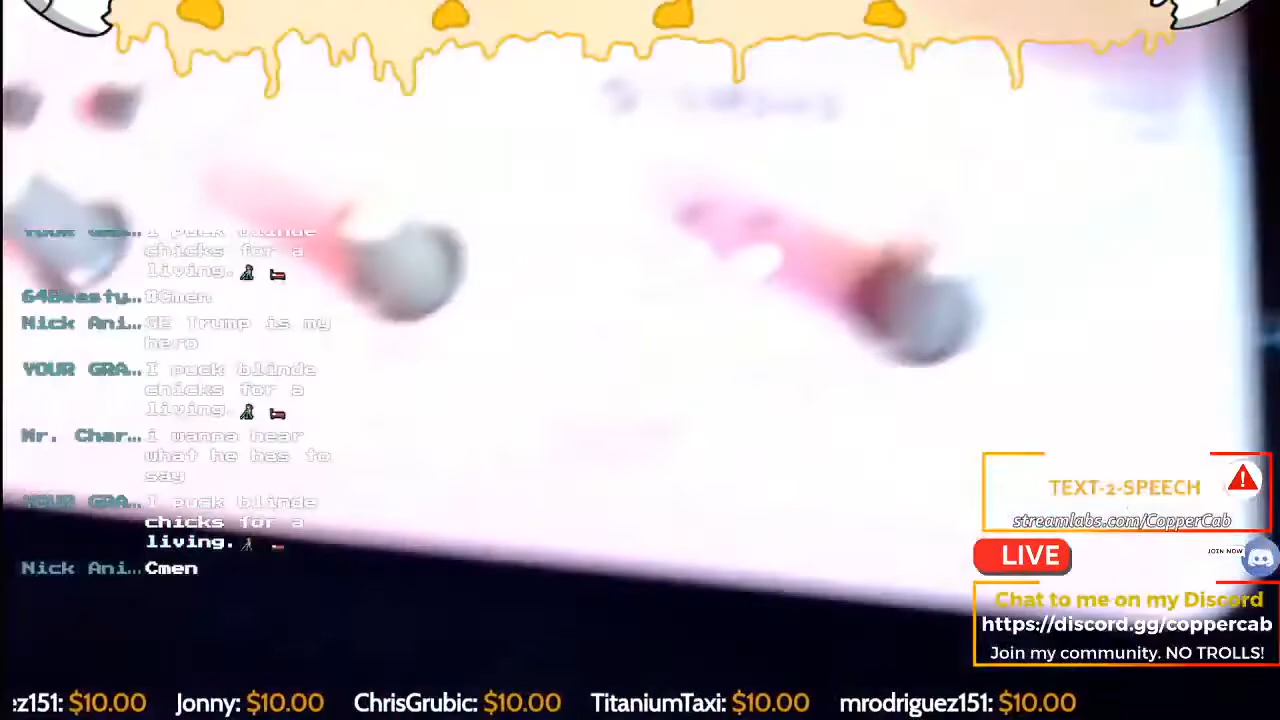 YOUR GRA... I puck blinde
chicks for a
living.
64Beasty... #Cmen
Nick Ani... GE Trump is my
hero
YOUR GRA... I puck blinde
chicks for a
living.
Mr. Char... i wanna hear
what he has to
say
YOUR GRA... I puck blinde
chicks for a
living.
Nick Ani... Cmen
TEXT-2-SPEECH
streamlabs.com/CopperCab
LIVE
JOIN NOW
Chat to me on my Discord
https://discord.gg/coppercab
Join my community. NO TROLLS!
ez151: $10.00 Jonny: $10.00 ChrisGrubic: $10.00 TitaniumTaxi: $10.00 mrodriguez151: $10.00